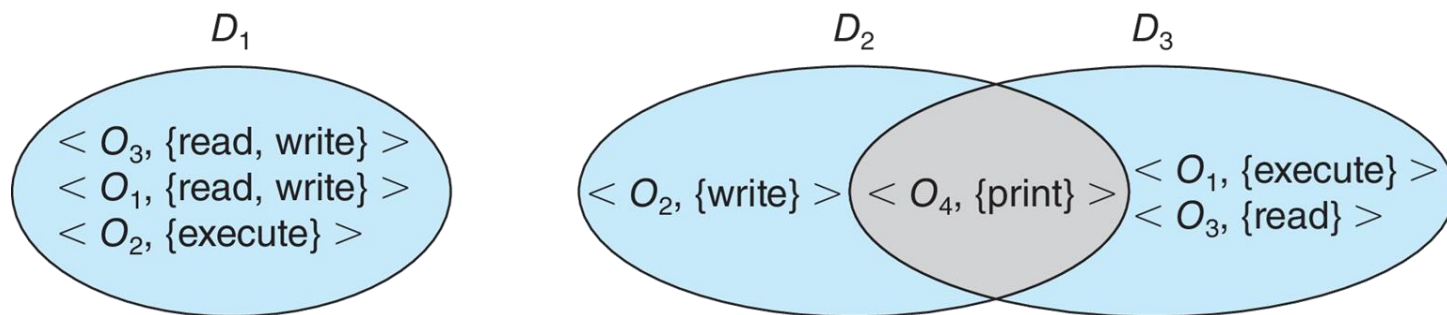 D₁
D₂
D₃
< O₃, {read, write} >
< O₁, {read, write} >
< O₂, {execute} >
< O₂, {write} >
< O₄, {print} >
< O₁, {execute} >
< O₃, {read} >